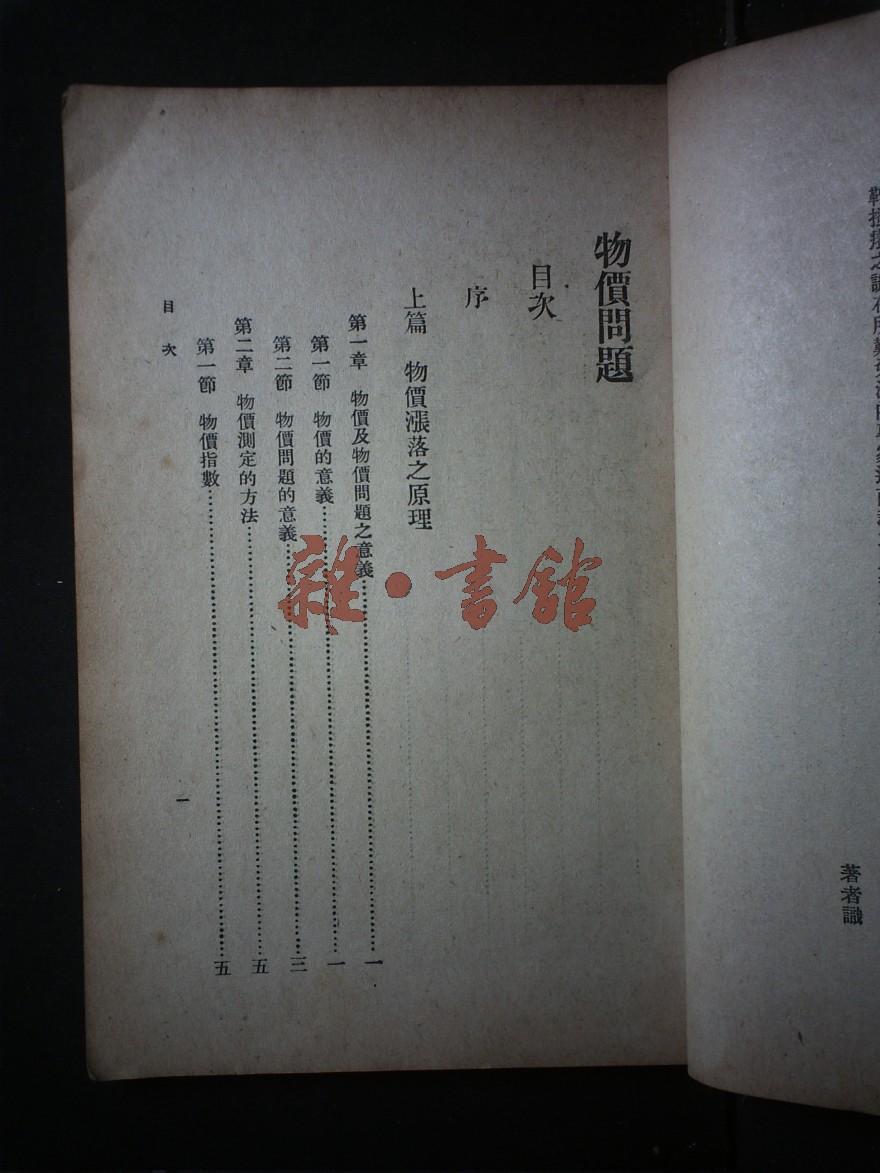 著者識
物價問題
目次
序
上篇 物價漲落之原理
第一章 物價及物價問題之意義……一
第一節 物價的意義……一
第二節 物價問題的意義……三
第二章 物價測定的方法……五
第一節 物價指數……五
目次
一
雜·書館